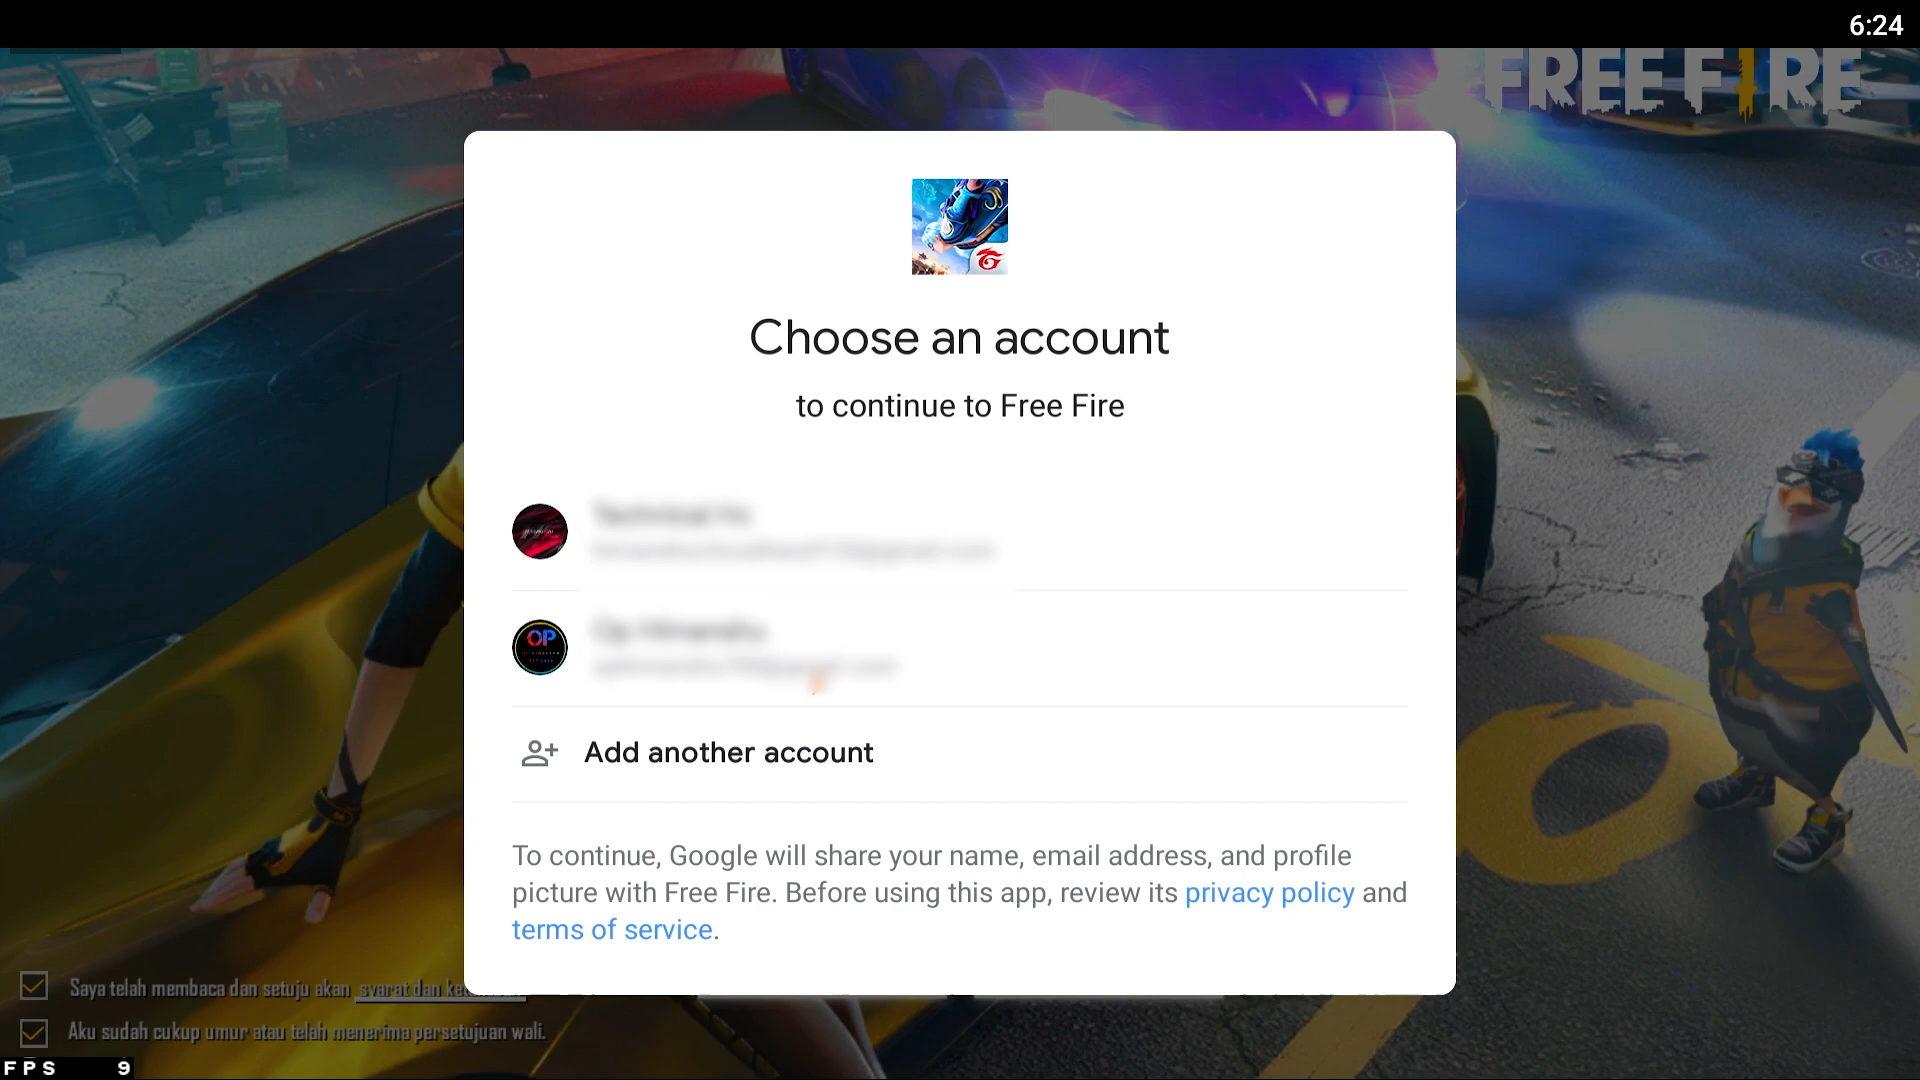 6:24
FREE FIRE
Choose an account
to continue to Free Fire
OP
Add another account
To continue, Google will share your name, email address, and profile
picture with Free Fire. Before using this app, review its privacy policy and
terms of service.
Saya telah membaca dan setuju akan syarat dan
Aku sudah cukup umur atau telah menerima persetujuan wali.
FPS 9